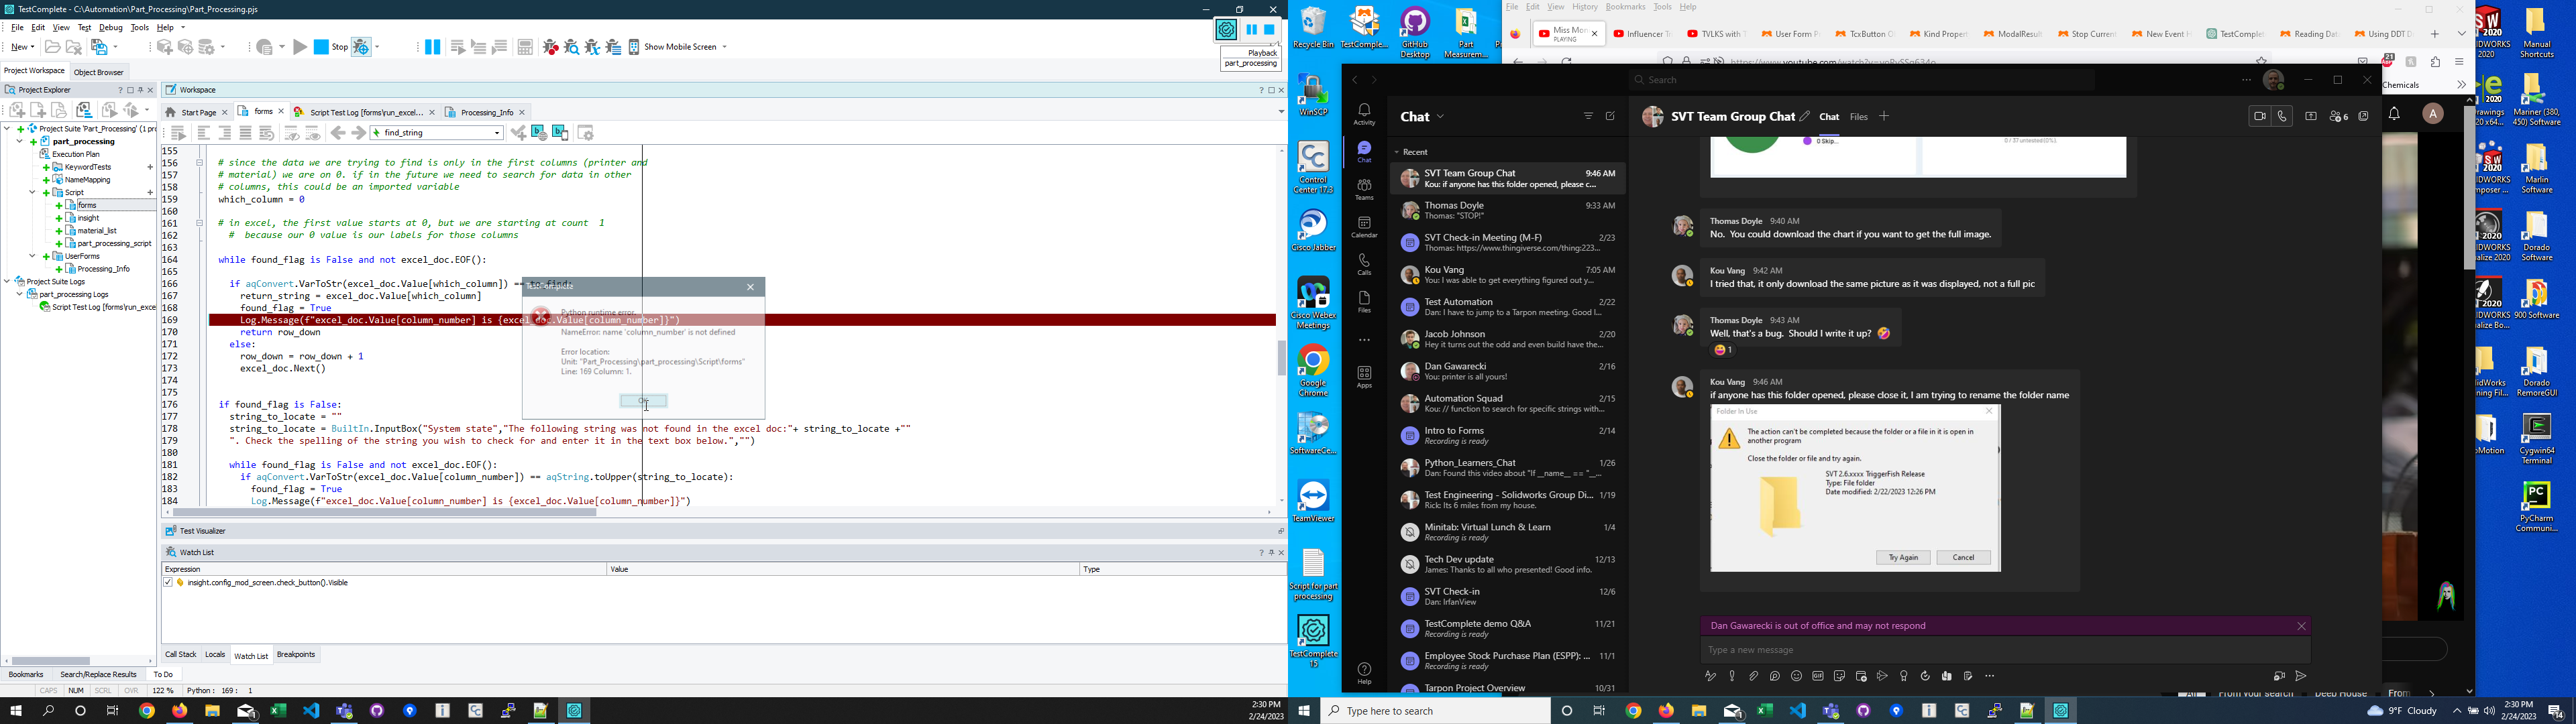 TestComplete - C:\Automation\Part_Processing\Part_Processing.pjs
File Edit View Test Debug Tools Help
New
Stop
Show Mobile Screen
Playback
part_processing
Project Workspace
Object Browser
Project Explorer
Workspace
Start Page
forms
Script Test Log [forms\run_excel...
Processing_Info
find_string
Project Suite 'Part_Processing' (1 pr
part_processing
Execution Plan
KeywordTests
NameMapping
Script
forms
insight
material_list
part_processing_script
UserForms
Processing_Info
Project Suite Logs
part_processing Logs
Script Test Log [forms\run_exce
155
156 # since the data we are trying to find is only in the first columns (printer and
157 # material) we are on 0. if in the future we need to search for data in other
158 # columns, this could be an imported variable
159 which_column = 0
160
161 # in excel, the first value starts at 0, but we are starting at count 1
162 # because our 0 value is our labels for those columns
163
164 while found_flag is False and not excel_doc.EOF():
165
166 if aqConvert.VarToStr(excel_doc.Value[which_column]) ==
167 return_string = excel_doc.Value[which_column]
168 found_flag = True
169 Log.Message(f"excel_doc.Value[column_number] is {excel_doc.Value[column_number]}")
170 return row_down
171 else:
172 row_down = row_down + 1
173 excel_doc.Next()
174
175
176 if found_flag is False:
177 string_to_locate = ""
178 string_to_locate = BuiltIn.InputBox("System state","The following string was not found in the excel doc:"+ string_to_locate +""
179 ". Check the spelling of the string you wish to check for and enter it in the text box below.","")
180
181 while found_flag is False and not excel_doc.EOF():
182 if aqConvert.VarToStr(excel_doc.Value[column_number]) == aqString.toUpper(string_to_locate):
183 found_flag = True
184 Log.Message(f"excel_doc.Value[column_number] is {excel_doc.Value[column_number]}")
TestComplete
Python runtime error.
NameError: name 'column_number' is not defined
Error location:
Unit: "Part_Processing\part_processing\Script\forms"
Line: 169 Column: 1.
OK
Test Visualizer
Watch List
Expression Value Type
insight.config_mod_screen.check_button().Visible
Call Stack Locals Watch List Breakpoints
Bookmarks Search/Replace Results To Do
CAPS NUM SCRL OVR 122 % Python : 169 : 1
2:30 PM
2/24/2023
Recycle Bin
TestComple...
GitHub
Desktop
Part
Measurem...
WinSCP
Control
Center 17.3
Cisco Jabber
Cisco Webex
Meetings
Google
Chrome
SoftwareCe...
TeamViewer
Script for part
processing
TestComplete
15
File Edit View History Bookmarks Tools Help
Miss Mon
PLAYING
Influencer T
TVLKS with T
User Form P
TcxButton O
Kind Propert
ModalResult
Stop Current
New Event H
TestComplet
Reading Dat
Using DDT D
Chemicals
Search
Activity
Chat
Teams
Calendar
Calls
Files
Apps
Help
Chat
Recent
SVT Team Group Chat 9:46 AM
Kou: if anyone has this folder opened, please c...
Thomas Doyle 9:33 AM
Thomas: "STOP!"
SVT Check-in Meeting (M-F) 2/23
Thomas: https://www.thingiverse.com/thing:223...
Kou Vang 7:05 AM
You: I was able to get everything figured out y...
Test Automation 2/22
Dan: I have to jump to a Tarpon meeting. Good l...
Jacob Johnson 2/20
Hey it turns out the odd and even build have the...
Dan Gawarecki 2/16
You: printer is all yours!
Automation Squad 2/15
Kou: // function to search for specific strings with...
Intro to Forms 2/14
Recording is ready
Python_Learners_Chat 1/26
Dan: Found this video about "If __name__ == "__...
Test Engineering - Solidworks Group Di... 1/19
Rick: Its 6 miles from my house.
Minitab: Virtual Lunch & Learn 1/4
Recording is ready
Tech Dev update 12/13
James: Thanks to all who presented! Good info.
SVT Check-in 12/6
Dan: IrfanView
TestComplete demo Q&A 11/21
Recording is ready
Employee Stock Purchase Plan (ESPP): ... 11/1
Recording is ready
Tarpon Project Overview 10/31
SVT Team Group Chat
Chat Files
6
0 Skip...
0 / 37 untested(0%)
Thomas Doyle 9:40 AM
No. You could download the chart if you want to get the full image.
Kou Vang 9:42 AM
I tried that, it only download the same picture as it was displayed, not a full pic
Thomas Doyle 9:43 AM
Well, that's a bug. Should I write it up?
1
Kou Vang 9:46 AM
if anyone has this folder opened, please close it, I am trying to rename the folder name
Folder In Use
The action can't be completed because the folder or a file in it is open in
another program
Close the folder or file and try again.
SVT 2.6.xxxx TriggerFish Release
Type: File folder
Date modified: 2/22/2023 12:26 PM
Try Again
Cancel
Dan Gawarecki is out of office and may not respond
Type a new message
A
All From your search Deep House From
2020
Manual
Shortcuts
Mariner (380,
450) Software
Marlin
Software
Dorado
Software
900 Software
Dorado
RemoteGUI
Cygwin64
Terminal
PyCharm
Communi...
Type here to search
9°F Cloudy
2:30 PM
2/24/2023